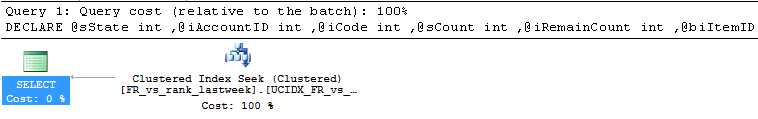 Query 1: Query cost (relative to the batch): 100%
DECLARE @sState int ,@iAccountID int ,@iCode int ,@sCount int ,@iRemainCount int ,@biItemID
SELECT
Cost: 0 %
Clustered Index Seek (Clustered)
[FR_vs_rank_lastweek].[UCIDX_FR_vs_…
Cost: 100 %